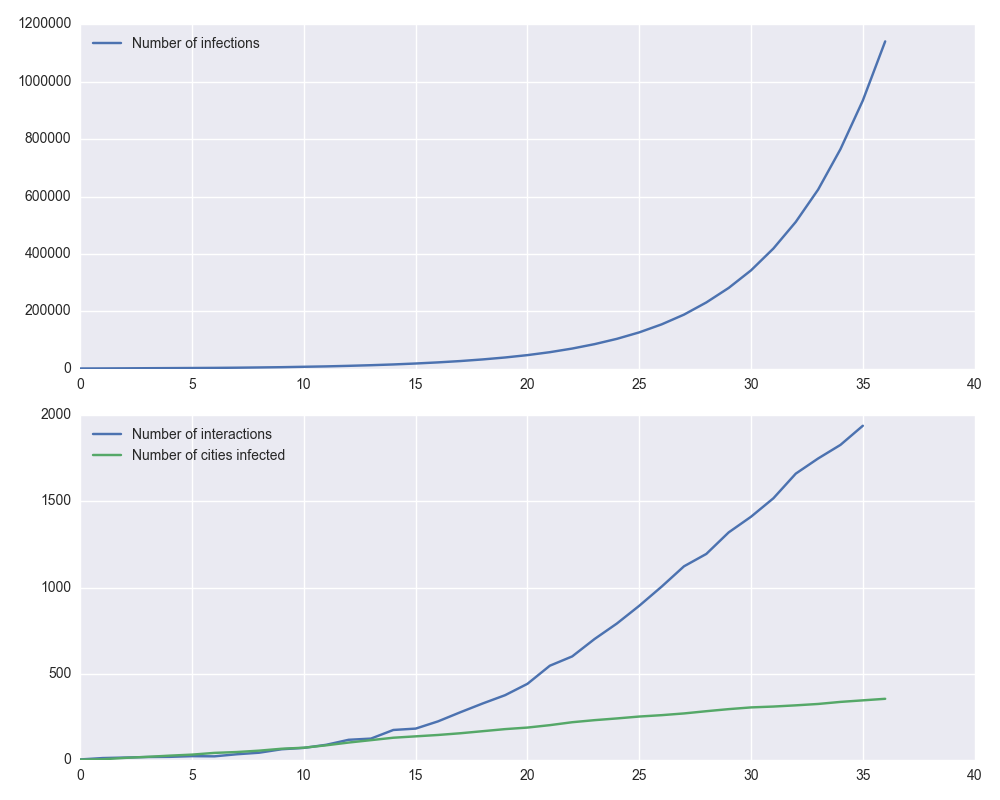 1200000
Number of infections
1000000
800000
600000
400000
200000
0
0 5 10 15 20 25 30 35 40
2000
Number of interactions
Number of cities infected
1500
1000
500
0
0 5 10 15 20 25 30 35 40